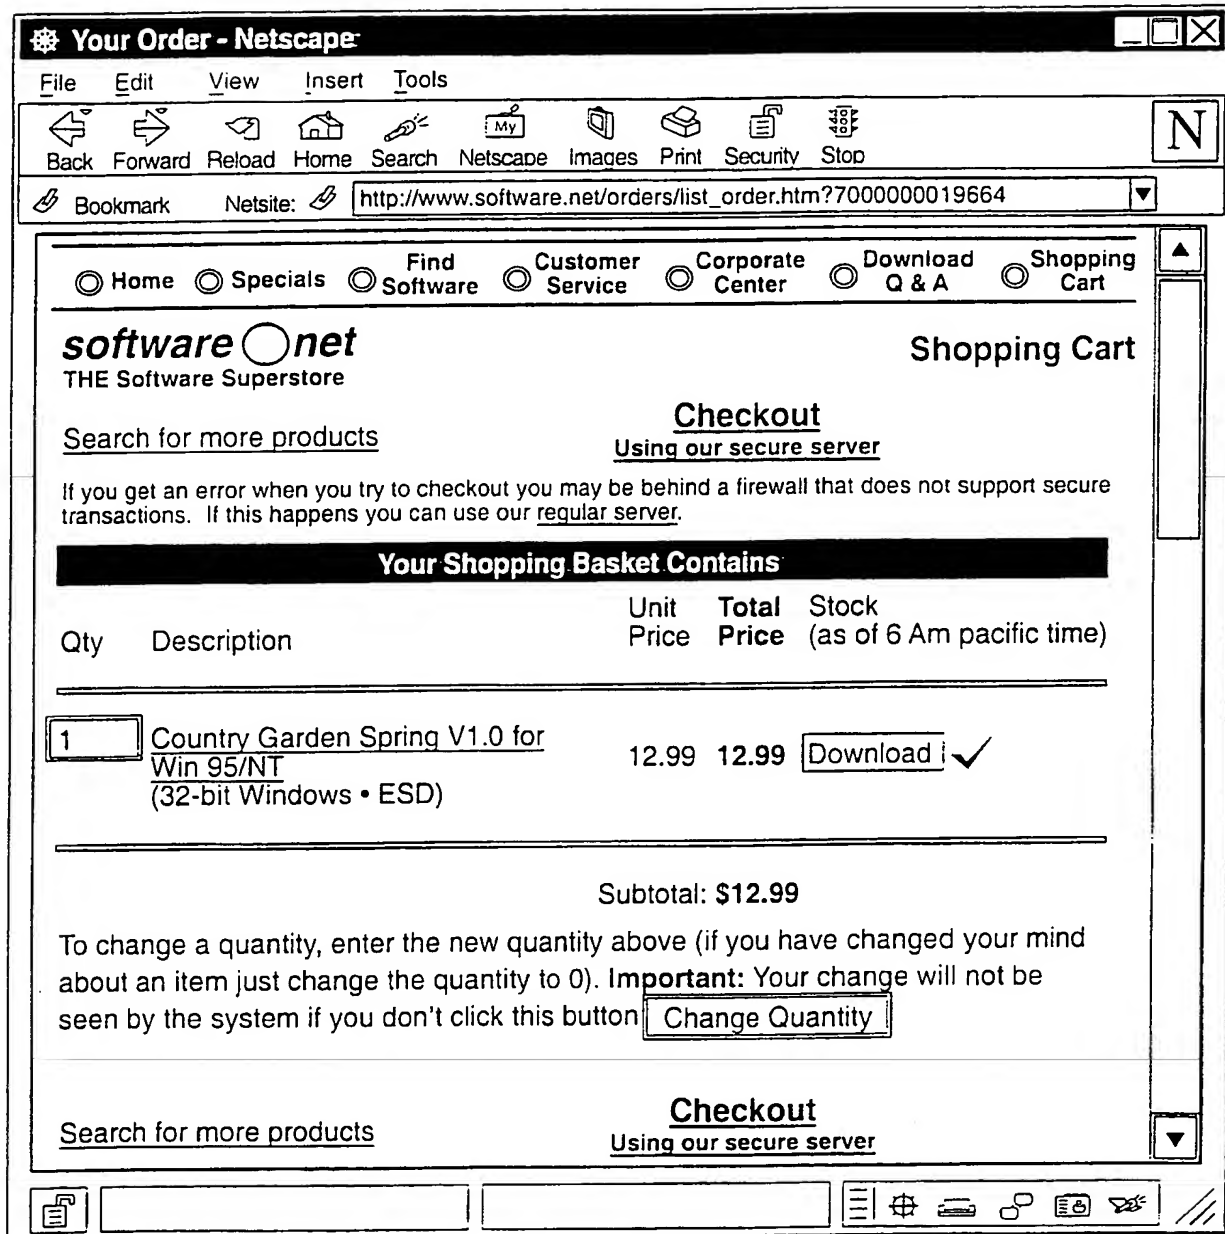 Your Order - Netscape
File Edit View Insert Tools
My
Back Forward Reload Home Search Netscape Images Print Security Stop
N
Bookmark Netsite: http://www.software.net/orders/list_order.htm?7000000019664
Home Specials Find Software Customer Service Corporate Center Download Q & A Shopping Cart
software net
THE Software Superstore
Shopping Cart
Search for more products
Checkout
Using our secure server
If you get an error when you try to checkout you may be behind a firewall that does not support secure
transactions. If this happens you can use our regular server.
Your Shopping Basket Contains
Qty Description Unit Price Total Price Stock (as of 6 Am pacific time)
1 Country Garden Spring V1.0 for 12.99 12.99 Download
Win 95/NT
(32-bit Windows • ESD)
Subtotal: $12.99
To change a quantity, enter the new quantity above (if you have changed your mind
about an item just change the quantity to 0). Important: Your change will not be
seen by the system if you don't click this button Change Quantity
Search for more products
Checkout
Using our secure server